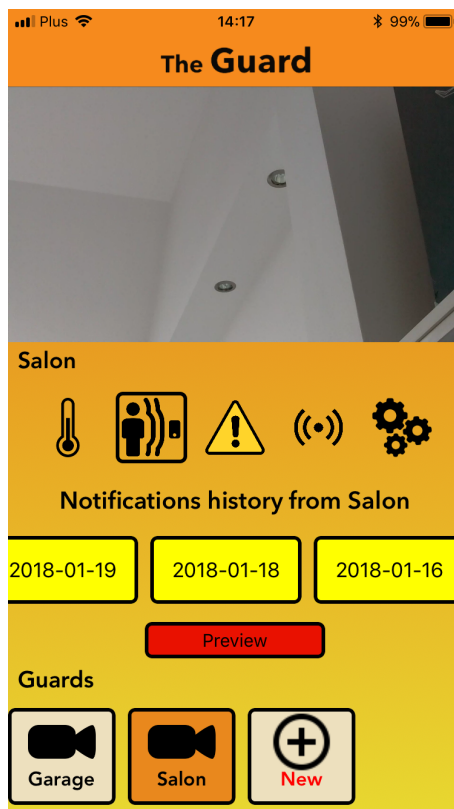 Plus 14:17 99%
The Guard
Salon
Notifications history from Salon
2018-01-19 2018-01-18 2018-01-16
Preview
Guards
Garage Salon New